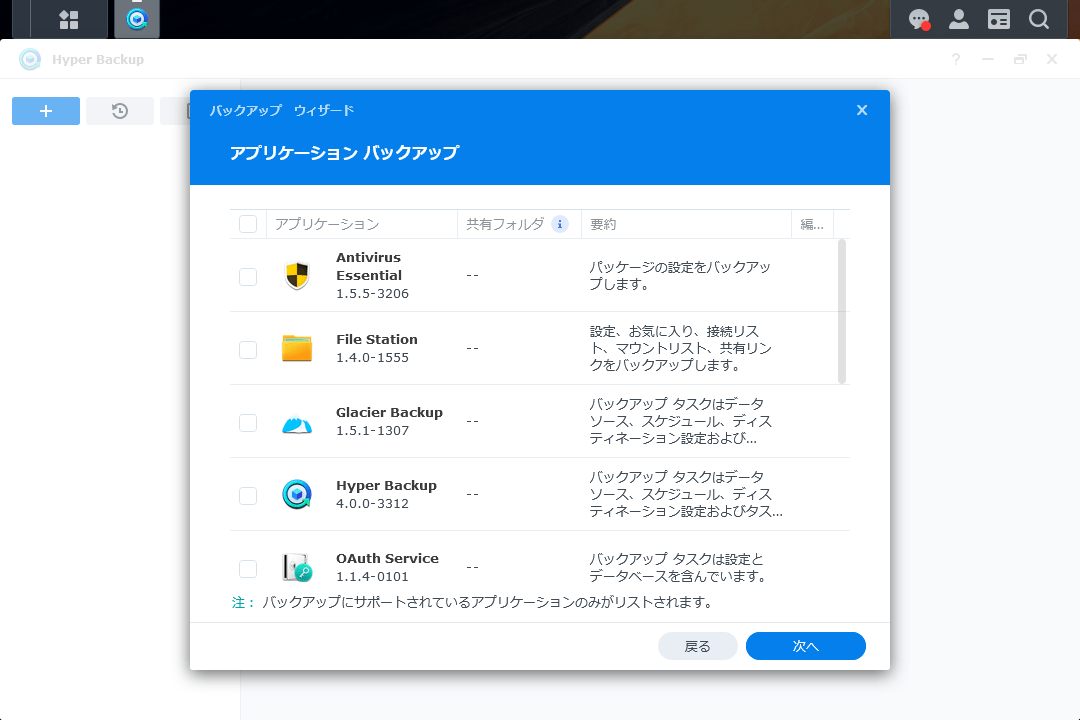 Hyper Backup
バックアップ　ウィザード
アプリケーション バックアップ
アプリケーション 共有フォルダ 要約 編...
Antivirus
Essential
1.5.5-3206
--
パッケージの設定をバックアッ
プします。
File Station
1.4.0-1555
--
設定、お気に入り、接続リス
ト、マウントリスト、共有リン
クをバックアップします。
Glacier Backup
1.5.1-1307
--
バックアップ タスクはデータ
ソース、スケジュール、ディス
ティネーション設定および...
Hyper Backup
4.0.0-3312
--
バックアップ タスクはデータ
ソース、スケジュール、ディス
ティネーション設定およびタス...
OAuth Service
1.1.4-0101
--
バックアップ タスクは設定と
データベースを含んでいます。
注： バックアップにサポートされているアプリケーションのみがリストされます。
戻る
次へ